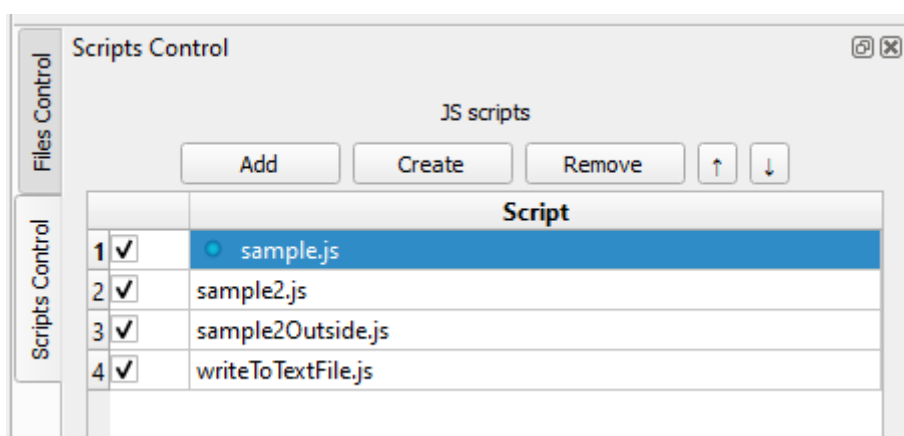 Scripts Control
Files Control
Scripts Control
JS scripts
Add Create Remove ↑ ↓
Script
1 sample.js
2 sample2.js
3 sample2Outside.js
4 writeToTextFile.js